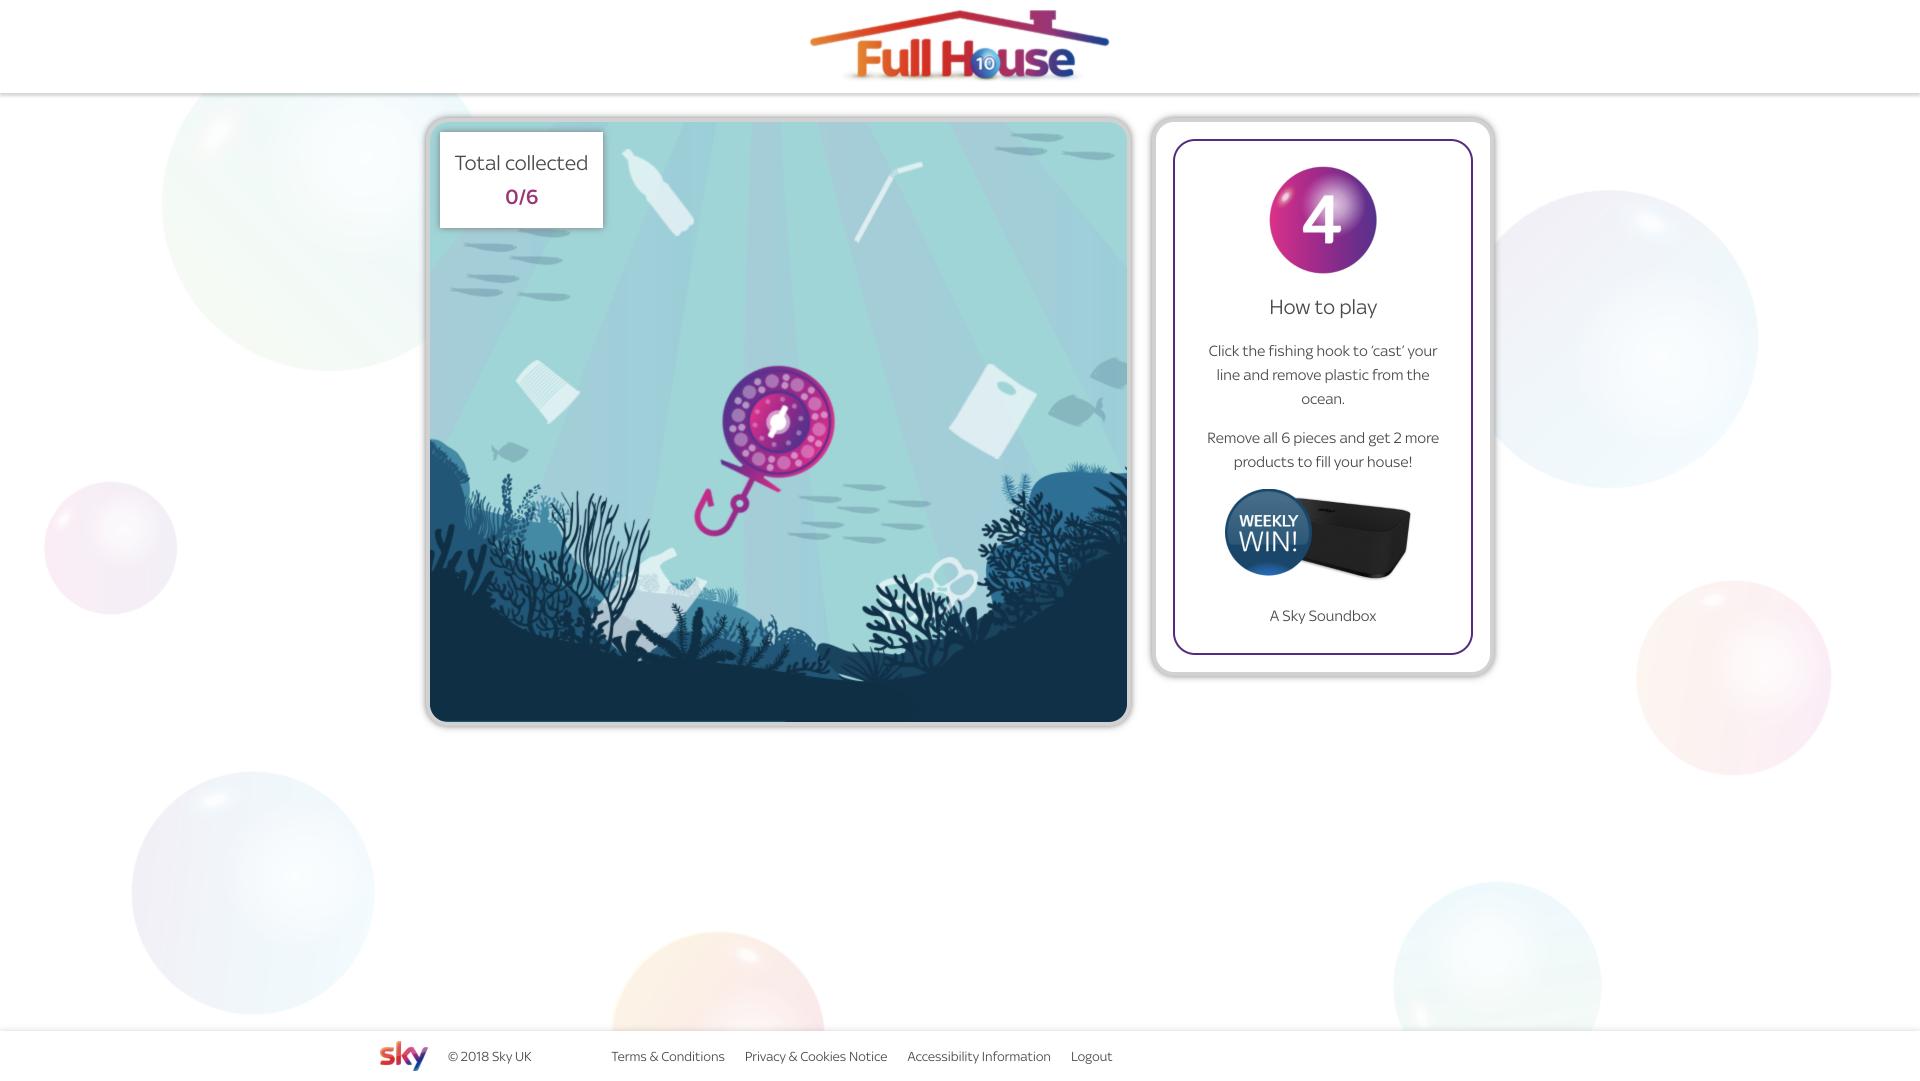 Full House
10
Total collected
0/6
4
How to play
Click the fishing hook to ‘cast’ your
line and remove plastic from the
ocean.
Remove all 6 pieces and get 2 more
products to fill your house!
WEEKLY
WIN!
A Sky Soundbox
sky
© 2018 Sky UK
Terms & Conditions
Privacy & Cookies Notice
Accessibility Information
Logout